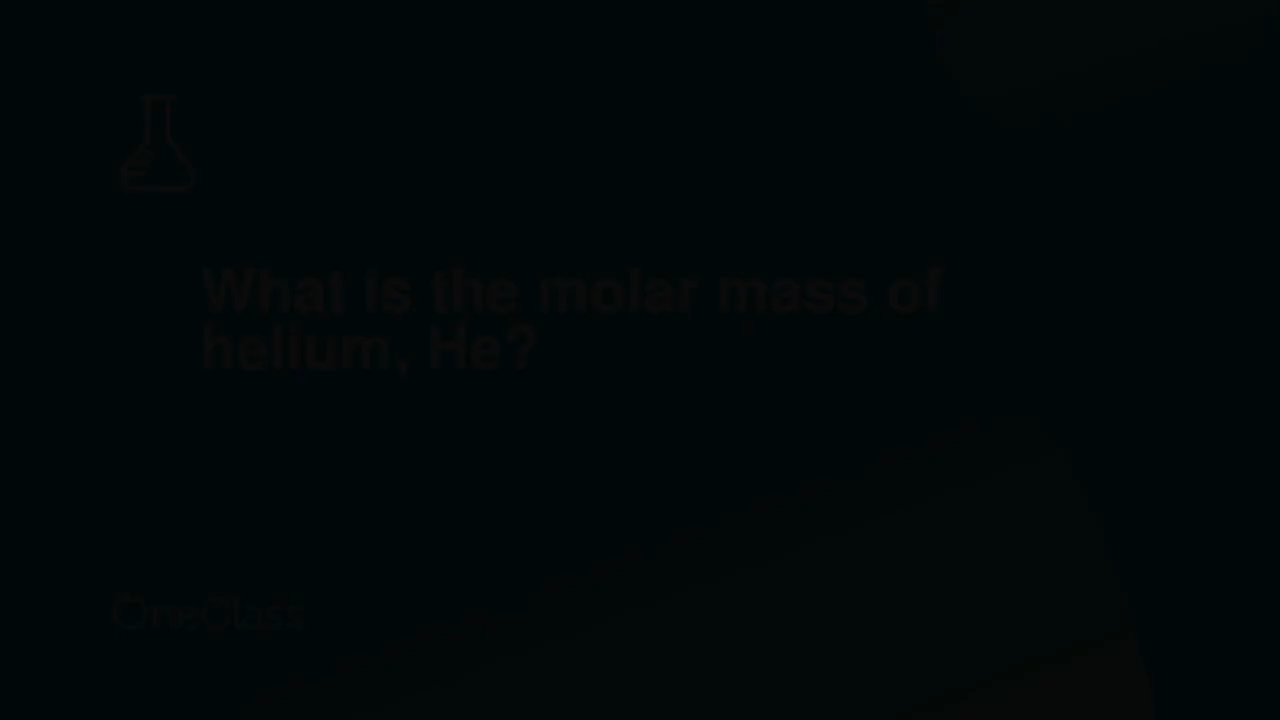 What is the molar mass of
helium, He?
OneClass